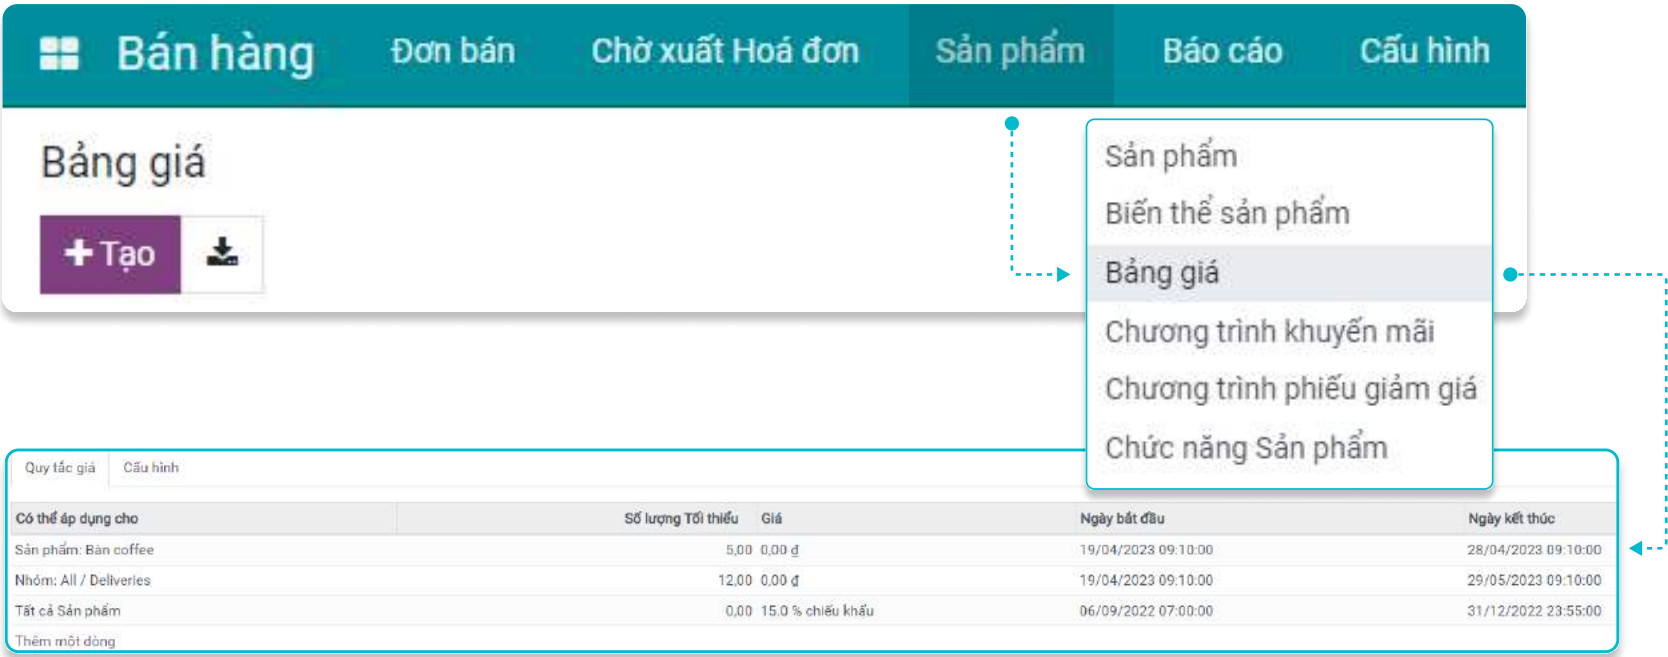 Bán hàng Đơn bán Chờ xuất Hoá đơn Sản phẩm Báo cáo Cấu hình
Bảng giá
Tạo
Sản phẩm
Biến thể sản phẩm
Bảng giá
Chương trình khuyến mãi
Chương trình phiếu giảm giá
Chức năng Sản phẩm
Quy tắc giá Cấu hình
Có thể áp dụng cho Số lượng Tối thiểu Giá Ngày bắt đầu Ngày kết thúc
Sản phẩm: Bàn coffee 5,00 0,00 đ 19/04/2023 09:10:00 28/04/2023 09:10:00
Nhóm: All / Deliveries 12,00 0,00 đ 19/04/2023 09:10:00 29/05/2023 09:10:00
Tất cả Sản phẩm 0,00 15.0 % chiếu khấu 06/09/2022 07:00:00 31/12/2022 23:55:00
Thêm một dòng